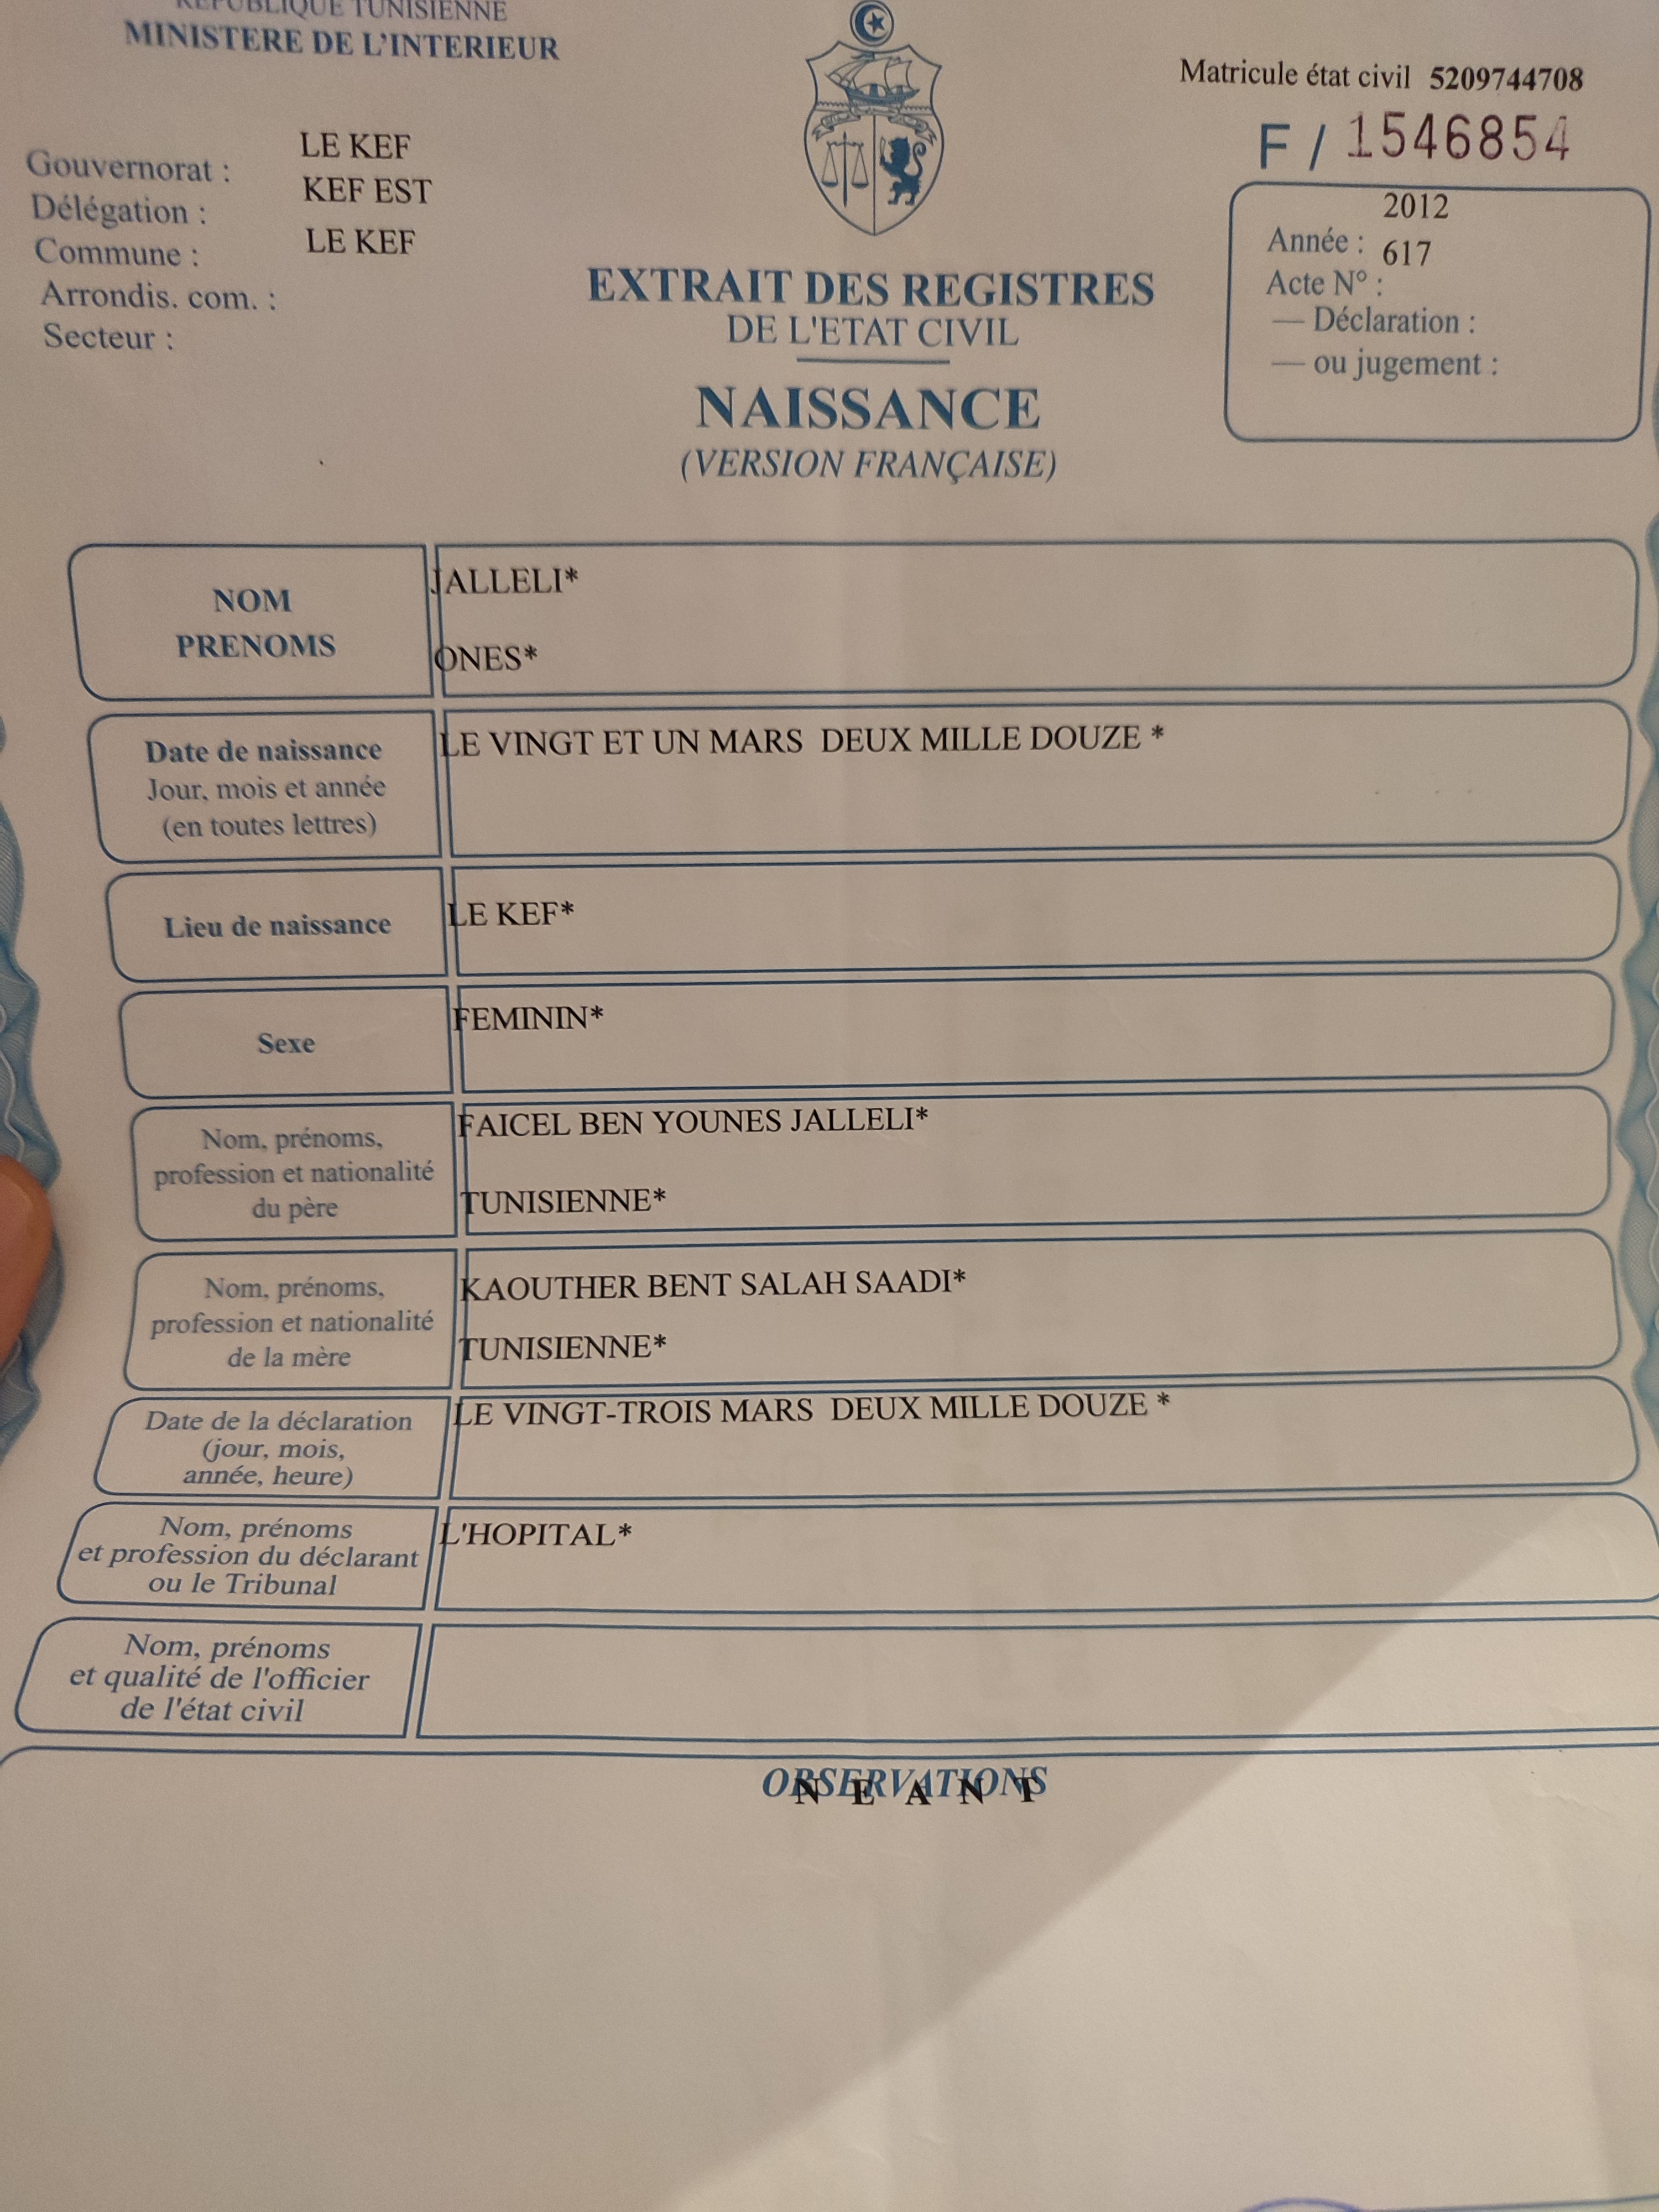 REPUBLIQUE TUNISIENNE
MINISTERE DE L'INTERIEUR
Matricule état civil 5209744708
F / 1546854
Gouvernorat : LE KEF
Délégation : KEF EST
Commune : LE KEF
Arrondis. com. :
Secteur :
2012
Année :
617
Acte N° :
— Déclaration :
— ou jugement :
EXTRAIT DES REGISTRES
DE L'ETAT CIVIL
NAISSANCE
(VERSION FRANÇAISE)
NOM
PRENOMS
JALLELI*
ONES*
Date de naissance
Jour, mois et année
(en toutes lettres)
LE VINGT ET UN MARS DEUX MILLE DOUZE *
Lieu de naissance
LE KEF*
Sexe
FEMININ*
Nom, prénoms,
profession et nationalité
du père
FAICEL BEN YOUNES JALLELI*
TUNISIENNE*
Nom, prénoms,
profession et nationalité
de la mère
KAOUTHER BENT SALAH SAADI*
TUNISIENNE*
Date de la déclaration
(jour, mois,
année, heure)
LE VINGT-TROIS MARS DEUX MILLE DOUZE *
Nom, prénoms
et profession du déclarant
ou le Tribunal
L'HOPITAL*
Nom, prénoms
et qualité de l'officier
de l'état civil
OBSERVATIONS
N E A N T